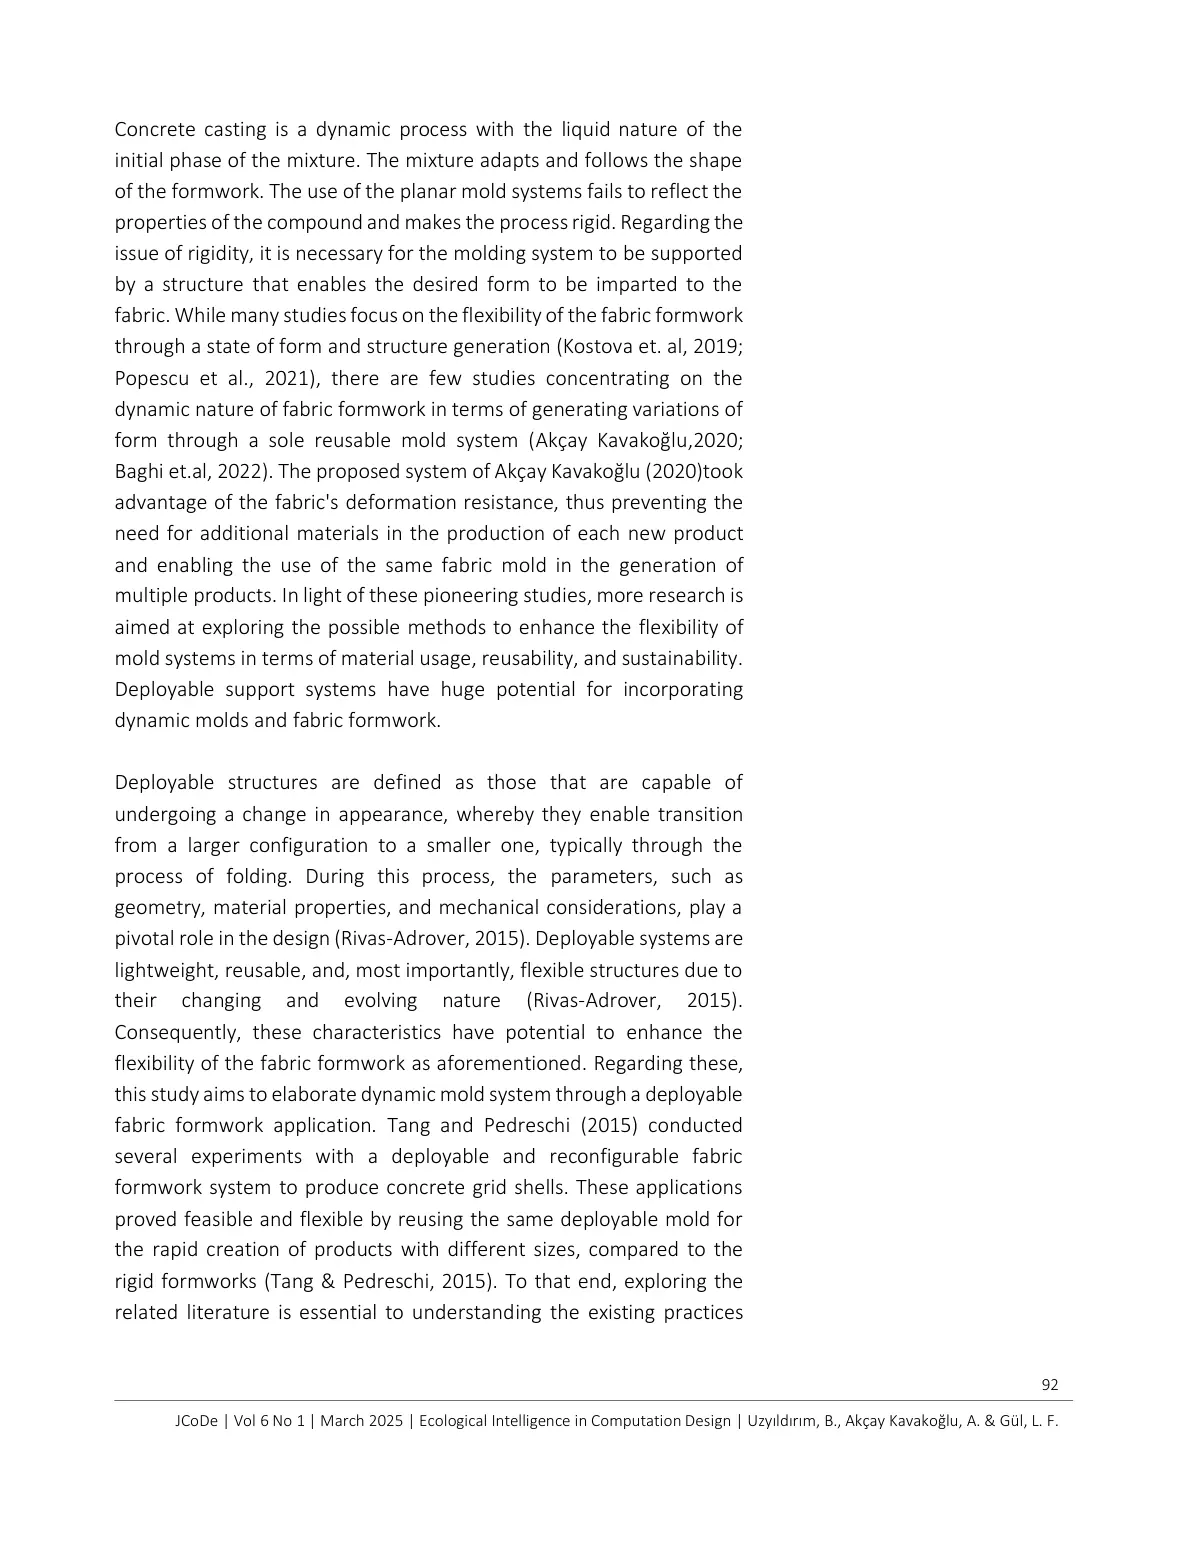 Concrete casting is a dynamic process with the liquid nature of the
initial phase of the mixture. The mixture adapts and follows the shape
of the formwork. The use of the planar mold systems fails to reflect the
properties of the compound and makes the process rigid. Regarding the
issue of rigidity, it is necessary for the molding system to be supported
by a structure that enables the desired form to be imparted to the
fabric. While many studies focus on the flexibility of the fabric formwork
through a state of form and structure generation (Kostova et. al, 2019;
Popescu et al., 2021), there are few studies concentrating on the
dynamic nature of fabric formwork in terms of generating variations of
form through a sole reusable mold system (Akçay Kavakoğlu,2020;
Baghi et.al, 2022). The proposed system of Akçay Kavakoğlu (2020)took
advantage of the fabric's deformation resistance, thus preventing the
need for additional materials in the production of each new product
and enabling the use of the same fabric mold in the generation of
multiple products. In light of these pioneering studies, more research is
aimed at exploring the possible methods to enhance the flexibility of
mold systems in terms of material usage, reusability, and sustainability.
Deployable support systems have huge potential for incorporating
dynamic molds and fabric formwork.
Deployable structures are defined as those that are capable of
undergoing a change in appearance, whereby they enable transition
from a larger configuration to a smaller one, typically through the
process of folding. During this process, the parameters, such as
geometry, material properties, and mechanical considerations, play a
pivotal role in the design (Rivas-Adrover, 2015). Deployable systems are
lightweight, reusable, and, most importantly, flexible structures due to
their changing and evolving nature (Rivas-Adrover, 2015).
Consequently, these characteristics have potential to enhance the
flexibility of the fabric formwork as aforementioned. Regarding these,
this study aims to elaborate dynamic mold system through a deployable
fabric formwork application. Tang and Pedreschi (2015) conducted
several experiments with a deployable and reconfigurable fabric
formwork system to produce concrete grid shells. These applications
proved feasible and flexible by reusing the same deployable mold for
the rapid creation of products with different sizes, compared to the
rigid formworks (Tang & Pedreschi, 2015). To that end, exploring the
related literature is essential to understanding the existing practices
92
JCoDe | Vol 6 No 1 | March 2025 | Ecological Intelligence in Computation Design | Uzyıldırım, B., Akçay Kavakoğlu, A. & Gül, L. F.